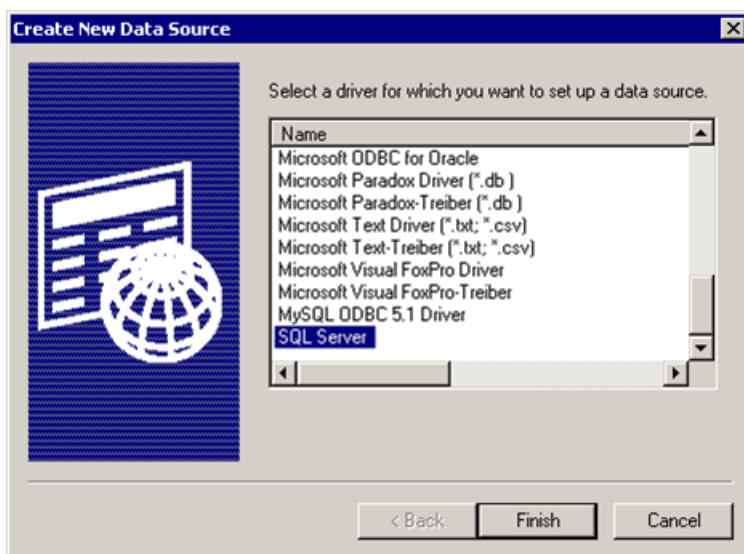 Create New Data Source
Select a driver for which you want to set up a data source.
Name
Microsoft ODBC for Oracle
Microsoft Paradox Driver (*.db )
Microsoft Paradox-Treiber (*.db )
Microsoft Text Driver (*.txt; *.csv)
Microsoft Text-Treiber (*.txt; *.csv)
Microsoft Visual FoxPro Driver
Microsoft Visual FoxPro-Treiber
MySQL ODBC 5.1 Driver
SQL Server
< Back Finish Cancel